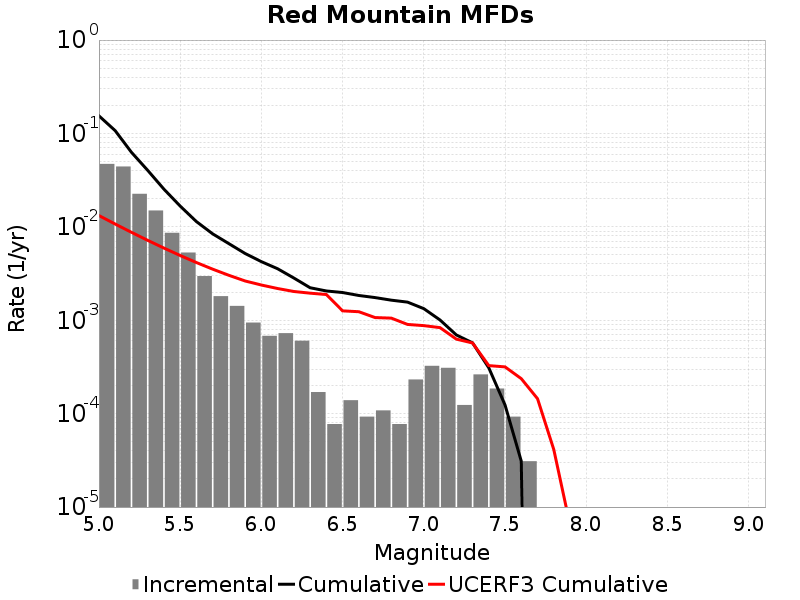 Red Mountain MFDs
10^0
10^-1
10^-2
10^-3
10^-4
10^-5
Rate (1/yr)
5.0 5.5 6.0 6.5 7.0 7.5 8.0 8.5 9.0
Magnitude
Incremental Cumulative UCERF3 Cumulative